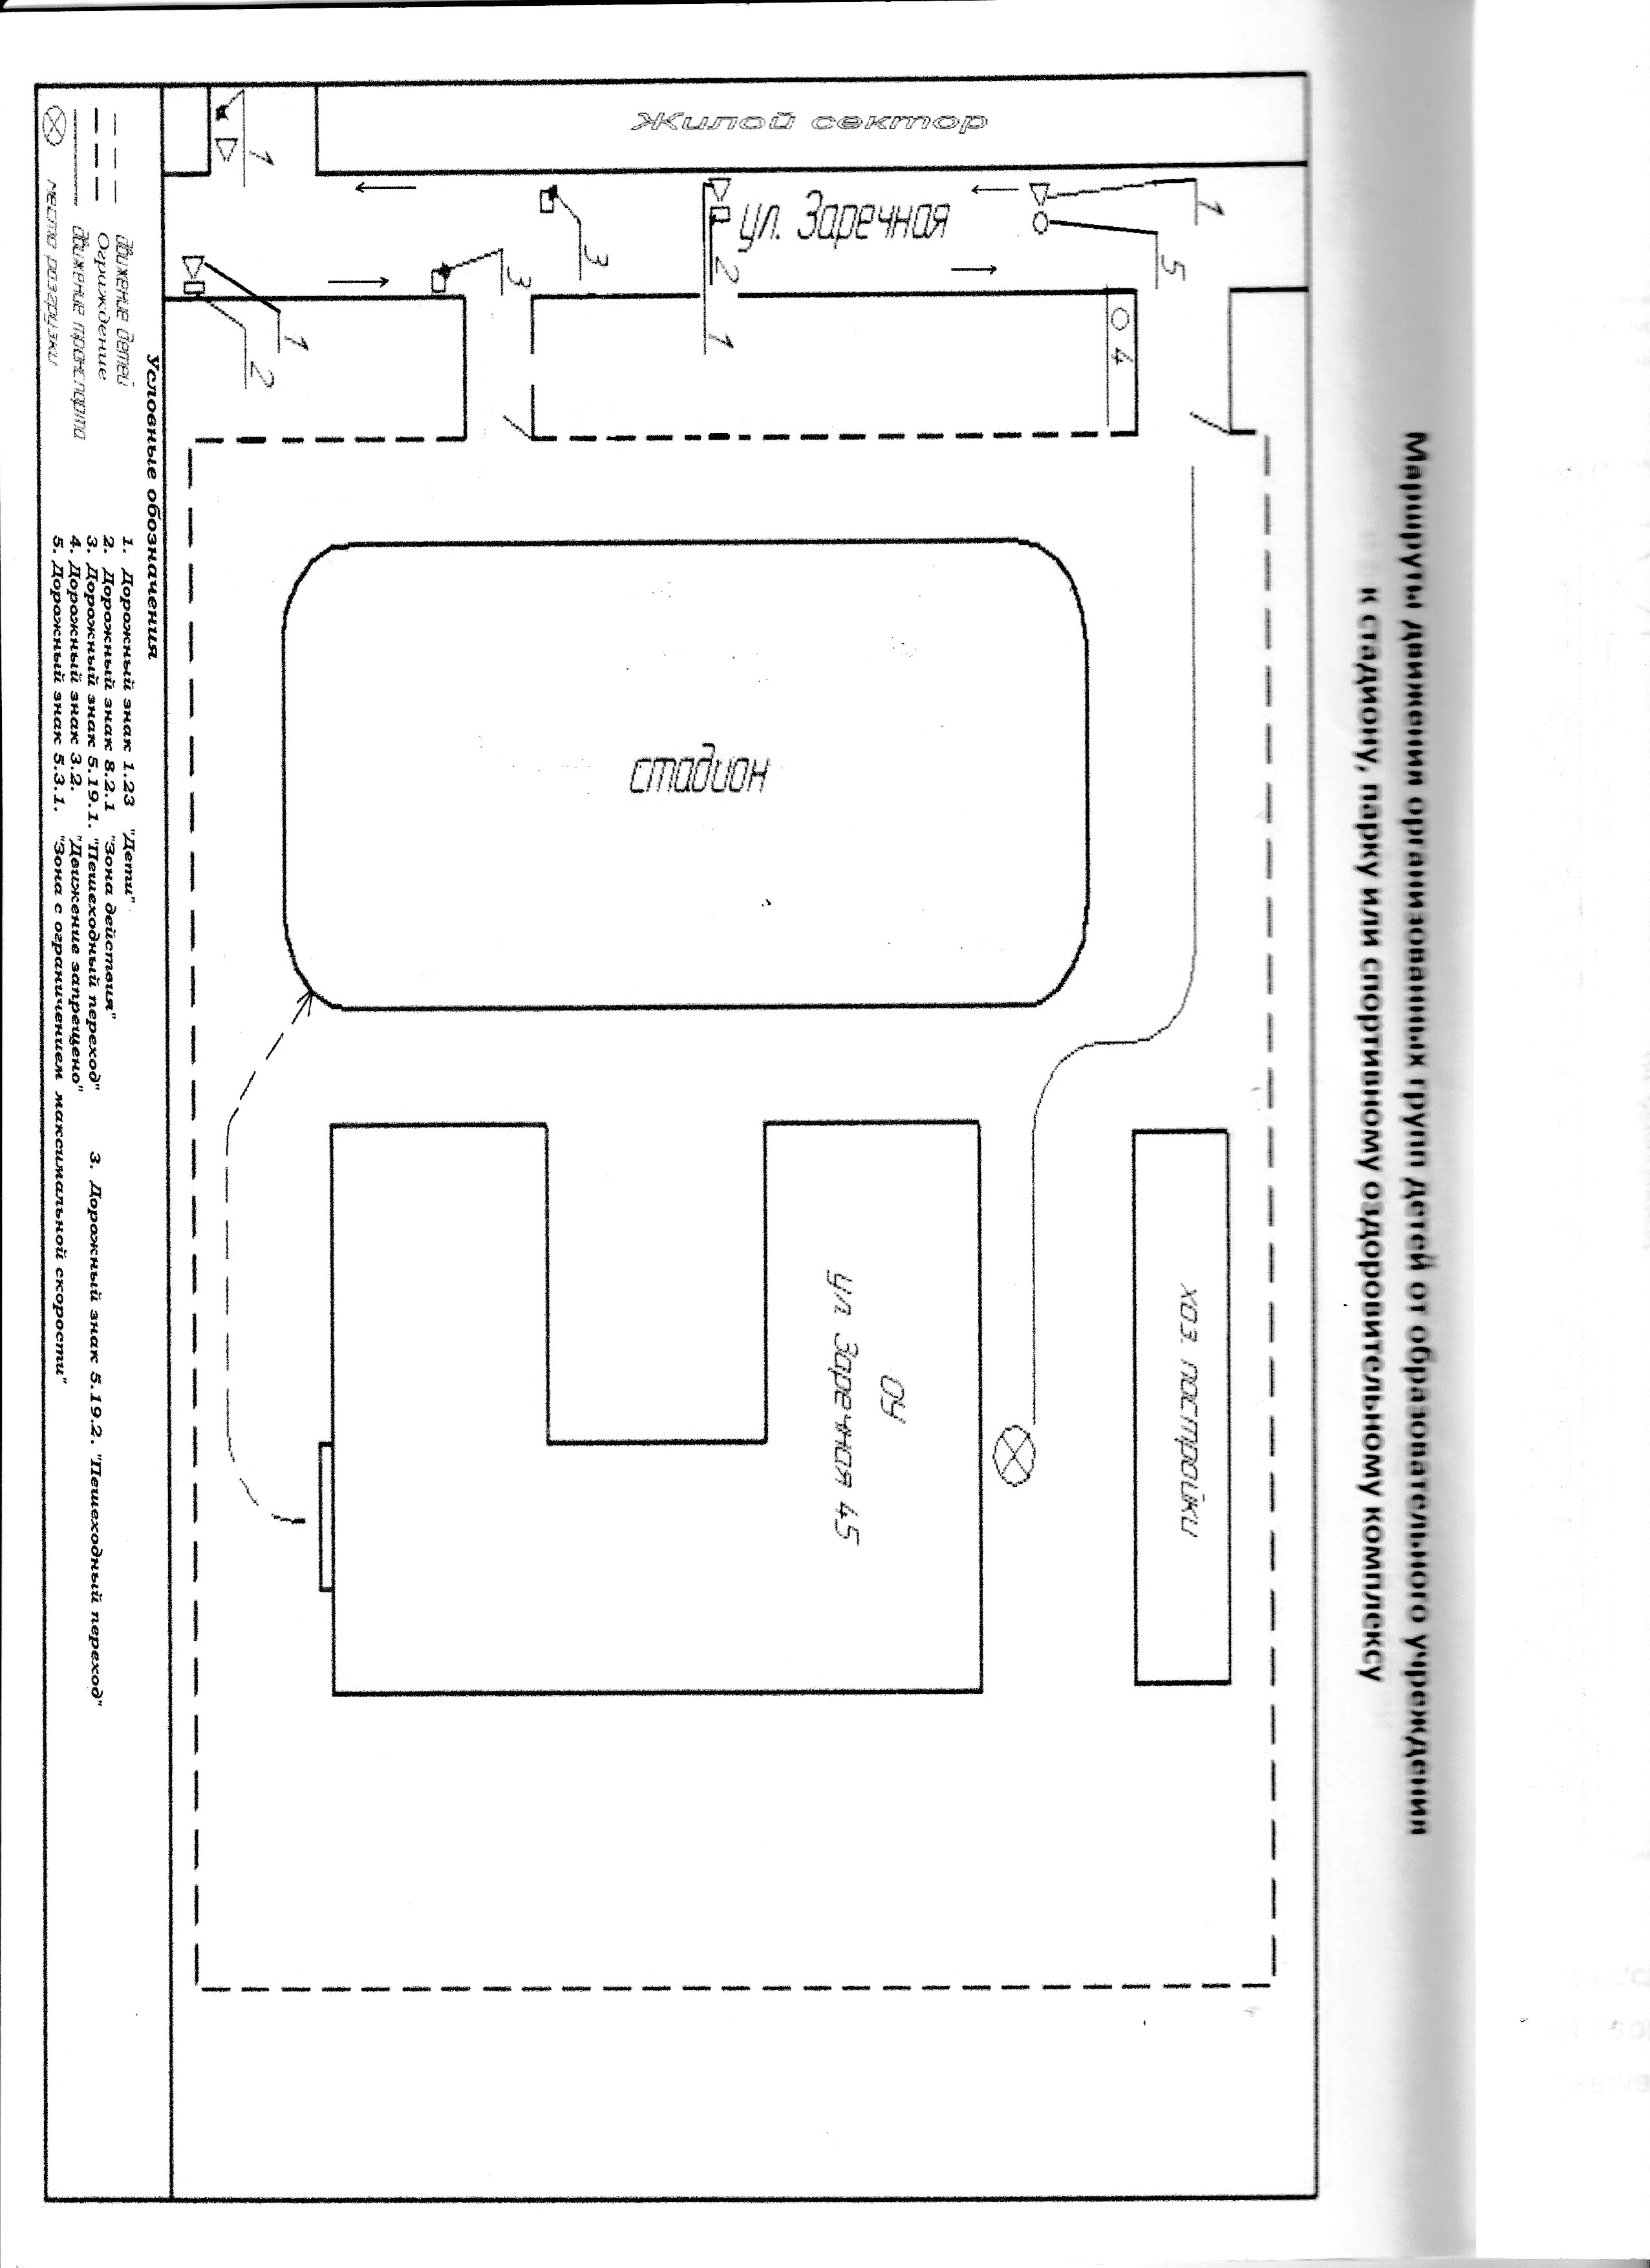 Маршруты движения организованных групп детей от образовательного учреждения
к стадиону, парку или спортивному оздоровительному комплексу
Жилой сектор
ул. Заречная
1
5
1
2
1
3
3
1
2
1
4
стадион
хоз. постройки
ОУ
ул Заречная 45
Условные обозначения
движение детей
Ограждение
движение транспорта
место разгрузки
1. Дорожный знак 1.23 "Дети"
2. Дорожный знак 8.2.1 "Зона действия"
3. Дорожный знак 5.19.1. "Пешеходный переход"
3. Дорожный знак 5.19.2. "Пешеходный переход"
4. Дорожный знак 3.2. "Движение запрещено"
5. Дорожный знак 5.3.1. "Зона с ограничением максимальной скорости"